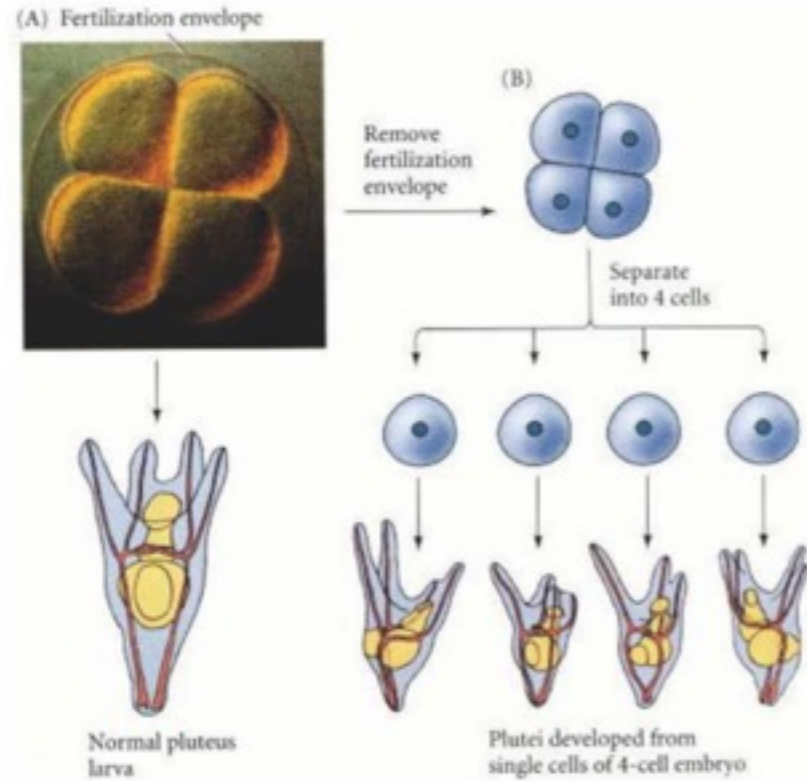 (A) Fertilization envelope
(B)
Remove
fertilization
envelope
Separate
into 4 cells
Normal pluteus
larva
Plutei developed from
single cells of 4-cell embryo